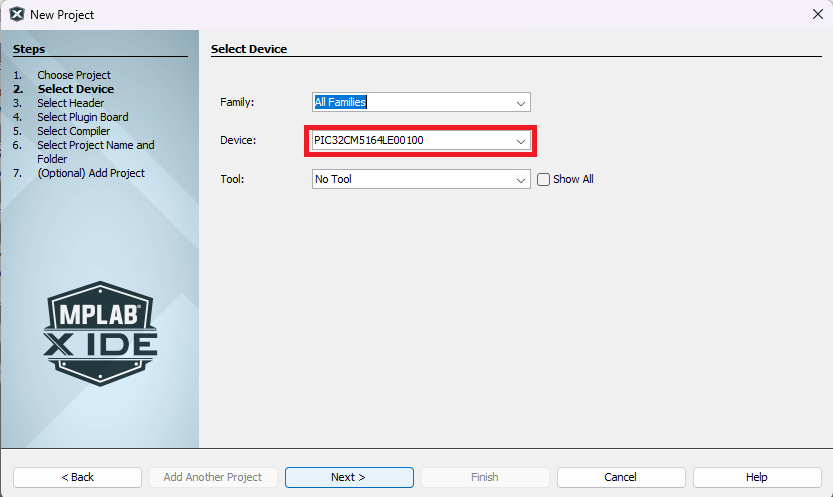 New Project
Steps
1. Choose Project
2. Select Device
3. Select Header
4. Select Plugin Board
5. Select Compiler
6. Select Project Name and
Folder
7. (Optional) Add Project
MPLAB®
X IDE
Select Device
Family: All Families
Device: PIC32CM5164LE00100
Tool: No Tool Show All
< Back Add Another Project Next > Finish Cancel Help